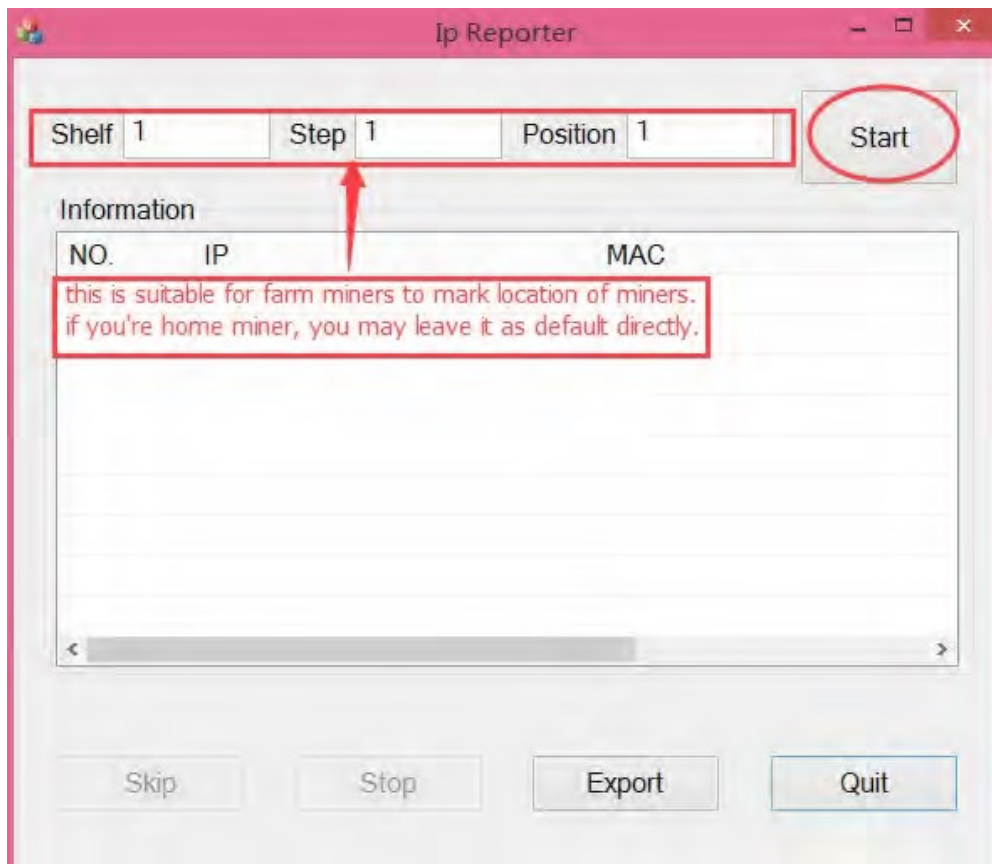 Ip Reporter
Shelf 1 Step 1 Position 1 Start
Information
NO. IP MAC
this is suitable for farm miners to mark location of miners.
if you're home miner, you may leave it as default directly.
Skip Stop Export Quit